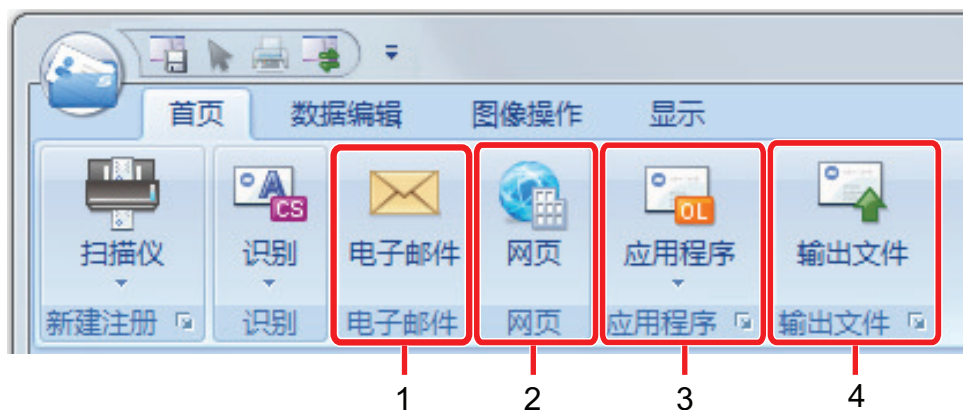 首页 数据编辑 图像操作 显示
A
CS
OL
扫描仪 识别 电子邮件 网页 应用程序 输出文件
新建注册 识别 电子邮件 网页 应用程序 输出文件
1 2 3 4